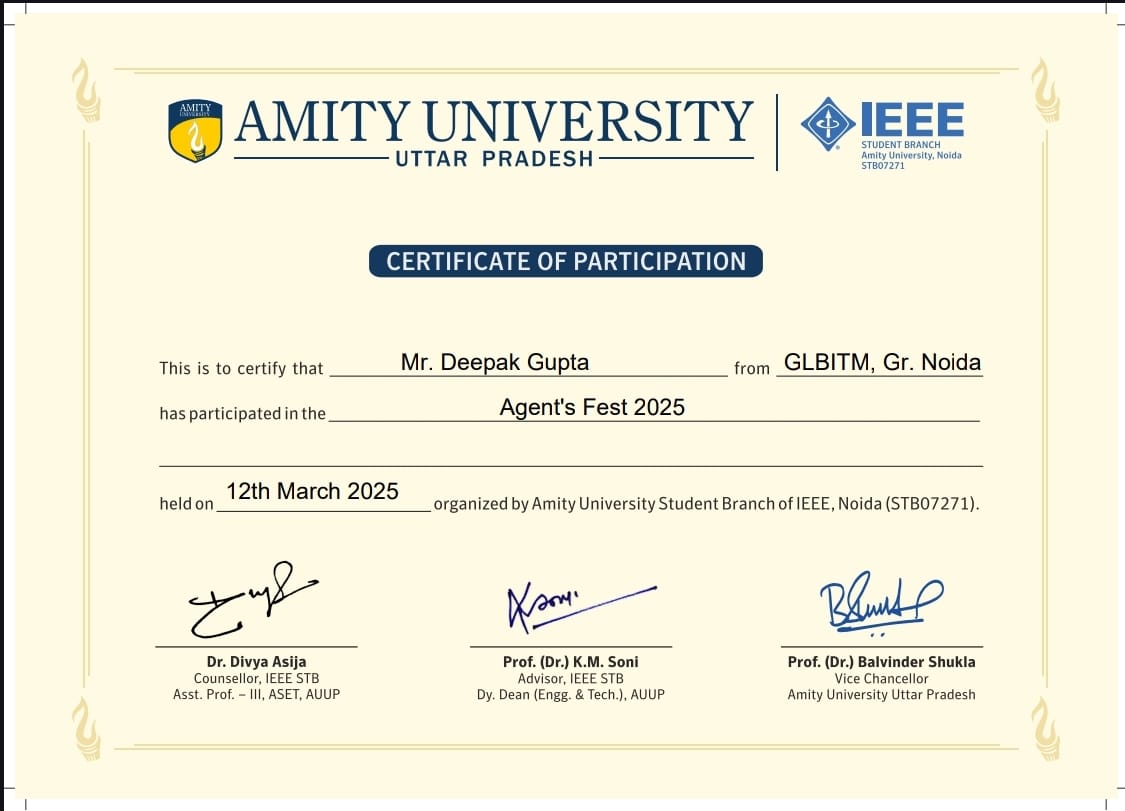 AMITY
UNIVERSITY
AMITY UNIVERSITY
UTTAR PRADESH
IEEE
STUDENT BRANCH
Amity University, Noida
STB07271
CERTIFICATE OF PARTICIPATION
This is to certify that Mr. Deepak Gupta from GLBITM, Gr. Noida
has participated in the Agent's Fest 2025
held on 12th March 2025 organized by Amity University Student Branch of IEEE, Noida (STB07271).
Dr. Divya Asija
Counsellor, IEEE STB
Asst. Prof. – III, ASET, AUUP
Prof. (Dr.) K.M. Soni
Advisor, IEEE STB
Dy. Dean (Engg. & Tech.), AUUP
Prof. (Dr.) Balvinder Shukla
Vice Chancellor
Amity University Uttar Pradesh